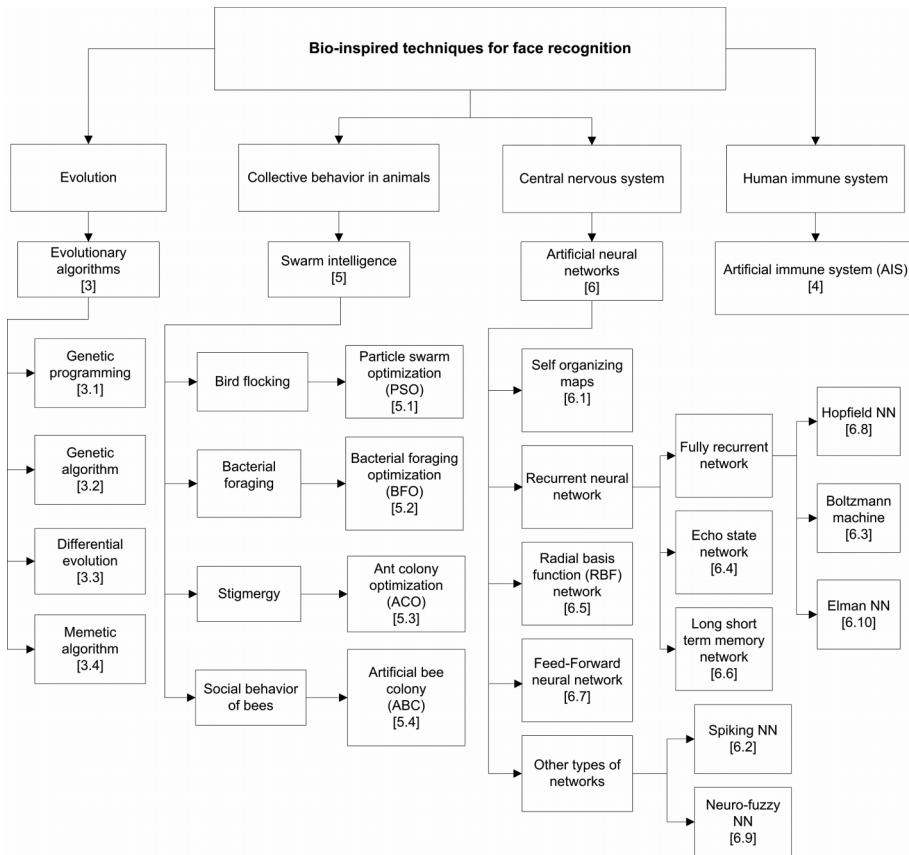 Bio-inspired techniques for face recognition
Evolution
Collective behavior in animals
Central nervous system
Human immune system
Evolutionary
algorithms
[3]
Swarm intelligence
[5]
Artificial neural
networks
[6]
Artificial immune system (AIS)
[4]
Genetic
programming
[3.1]
Genetic
algorithm
[3.2]
Differential
evolution
[3.3]
Memetic
algorithm
[3.4]
Bird flocking
Particle swarm
optimization
(PSO)
[5.1]
Bacterial
foraging
Bacterial foraging
optimization
(BFO)
[5.2]
Stigmergy
Ant colony
optimization
(ACO)
[5.3]
Social behavior
of bees
Artificial bee
colony
(ABC)
[5.4]
Self organizing
maps
[6.1]
Recurrent neural
network
Radial basis
function (RBF)
network
[6.5]
Feed-Forward
neural network
[6.7]
Other types of
networks
Fully recurrent
network
Echo state
network
[6.4]
Long short
term memory
network
[6.6]
Hopfield NN
[6.8]
Boltzmann
machine
[6.3]
Elman NN
[6.10]
Spiking NN
[6.2]
Neuro-fuzzy
NN
[6.9]